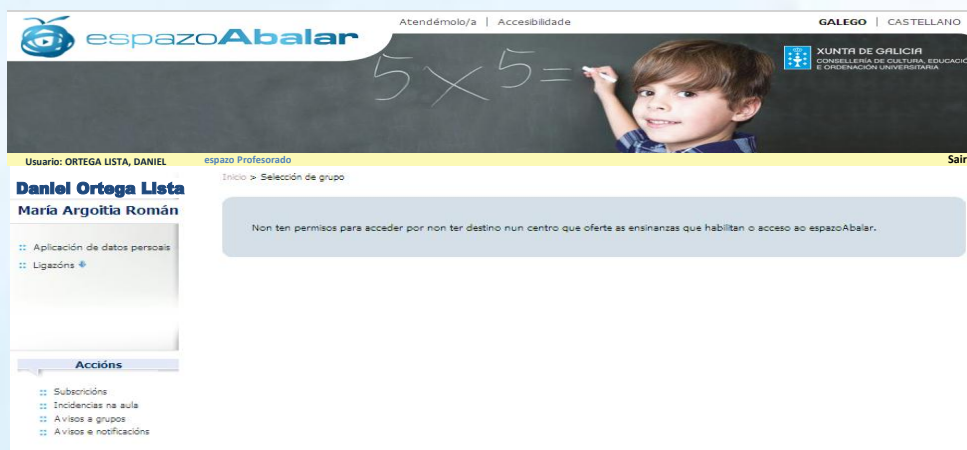 Atendémolo/a | Accesibilidade
GALEGO | CASTELLANO
espazoAbalar
5 × 5 =
XUNTA DE GALICIA
CONSELLERÍA DE CULTURA, EDUCACIÓ
E ORDENACIÓN UNIVERSITARIA
Usuario: ORTEGA LISTA, DANIEL
espazo Profesorado
Sair
Inicio > Selección de grupo
Daniel Ortega Lista
María Argoitia Román
Non ten permisos para acceder por non ter destino nun centro que oferte as ensinanzas que habilitan o acceso ao espazoAbalar.
Aplicación de datos persoais
Ligazóns
Accións
Subscricións
Incidencias na aula
Avisos a grupos
Avisos e notificacións